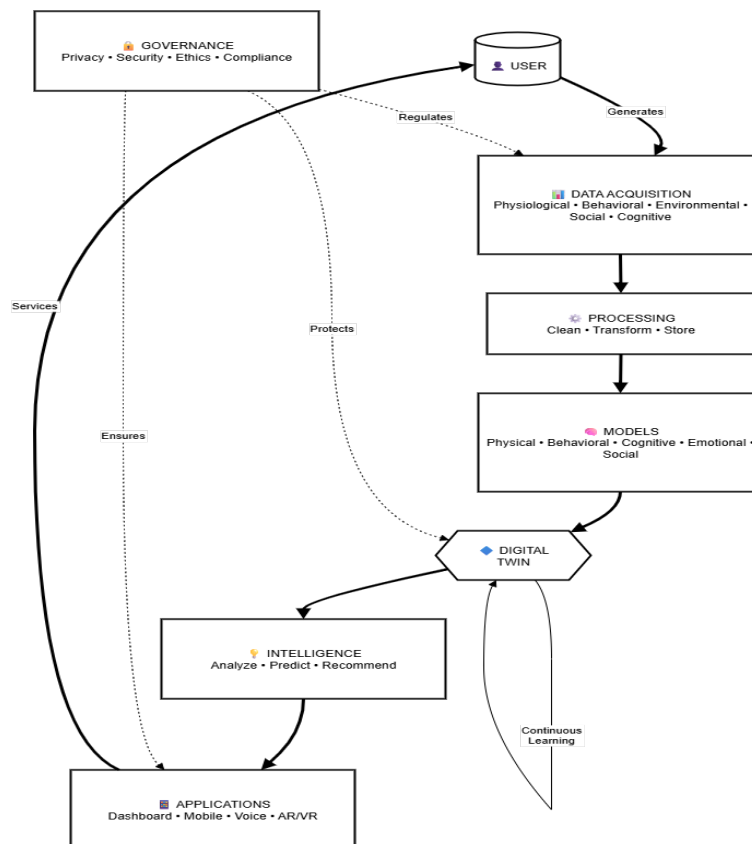 🔒 GOVERNANCE
Privacy • Security • Ethics • Compliance
👤 USER
Generates
Regulates
📊 DATA ACQUISITION
Physiological • Behavioral • Environmental •
Social • Cognitive
Services
⚙️ PROCESSING
Clean • Transform • Store
Protects
Ensures
🧠 MODELS
Physical • Behavioral • Cognitive • Emotional •
Social
🔷 DIGITAL
TWIN
💡 INTELLIGENCE
Analyze • Predict • Recommend
Continuous
Learning
📱 APPLICATIONS
Dashboard • Mobile • Voice • AR/VR